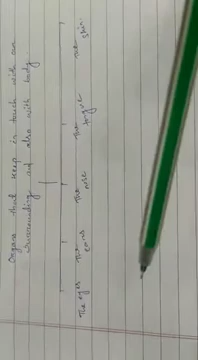 Organs that keep in touch with our
surrounding and also with body.
The eyes
the ears
the nose
the tongue
the skin